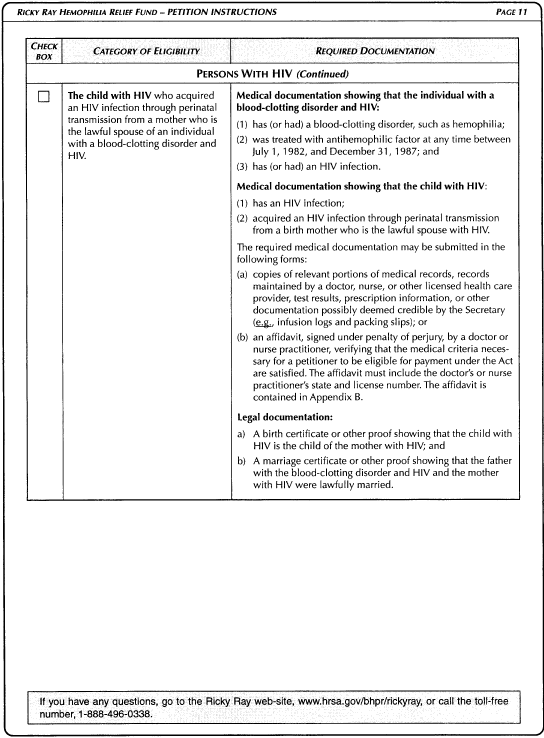 RICKY RAY HEMOPHILIA RELIEF FUND – PETITION INSTRUCTIONS PAGE 11
CHECK BOX
CATEGORY OF ELIGIBILITY
REQUIRED DOCUMENTATION
PERSONS WITH HIV (Continued)
The child with HIV who acquired
an HIV infection through perinatal
transmission from a mother who is
the lawful spouse of an individual
with a blood-clotting disorder and
HIV.
Medical documentation showing that the individual with a
blood-clotting disorder and HIV:
(1) has (or had) a blood-clotting disorder, such as hemophilia;
(2) was treated with antihemophilic factor at any time between
July 1, 1982, and December 31, 1987; and
(3) has (or had) an HIV infection.
Medical documentation showing that the child with HIV:
(1) has an HIV infection;
(2) acquired an HIV infection through perinatal transmission
from a birth mother who is the lawful spouse with HIV.
The required medical documentation may be submitted in the
following forms:
(a) copies of relevant portions of medical records, records
maintained by a doctor, nurse, or other licensed health care
provider, test results, prescription information, or other
documentation possibly deemed credible by the Secretary
(e.g., infusion logs and packing slips); or
(b) an affidavit, signed under penalty of perjury, by a doctor or
nurse practitioner, verifying that the medical criteria neces-
sary for a petitioner to be eligible for payment under the Act
are satisfied. The affidavit must include the doctor's or nurse
practitioner's state and license number. The affidavit is
contained in Appendix B.
Legal documentation:
a) A birth certificate or other proof showing that the child with
HIV is the child of the mother with HIV; and
b) A marriage certificate or other proof showing that the father
with the blood-clotting disorder and HIV and the mother
with HIV were lawfully married.
If you have any questions, go to the Ricky Ray web-site, www.hrsa.gov/bhpr/rickyray, or call the toll-free
number, 1-888-496-0338.